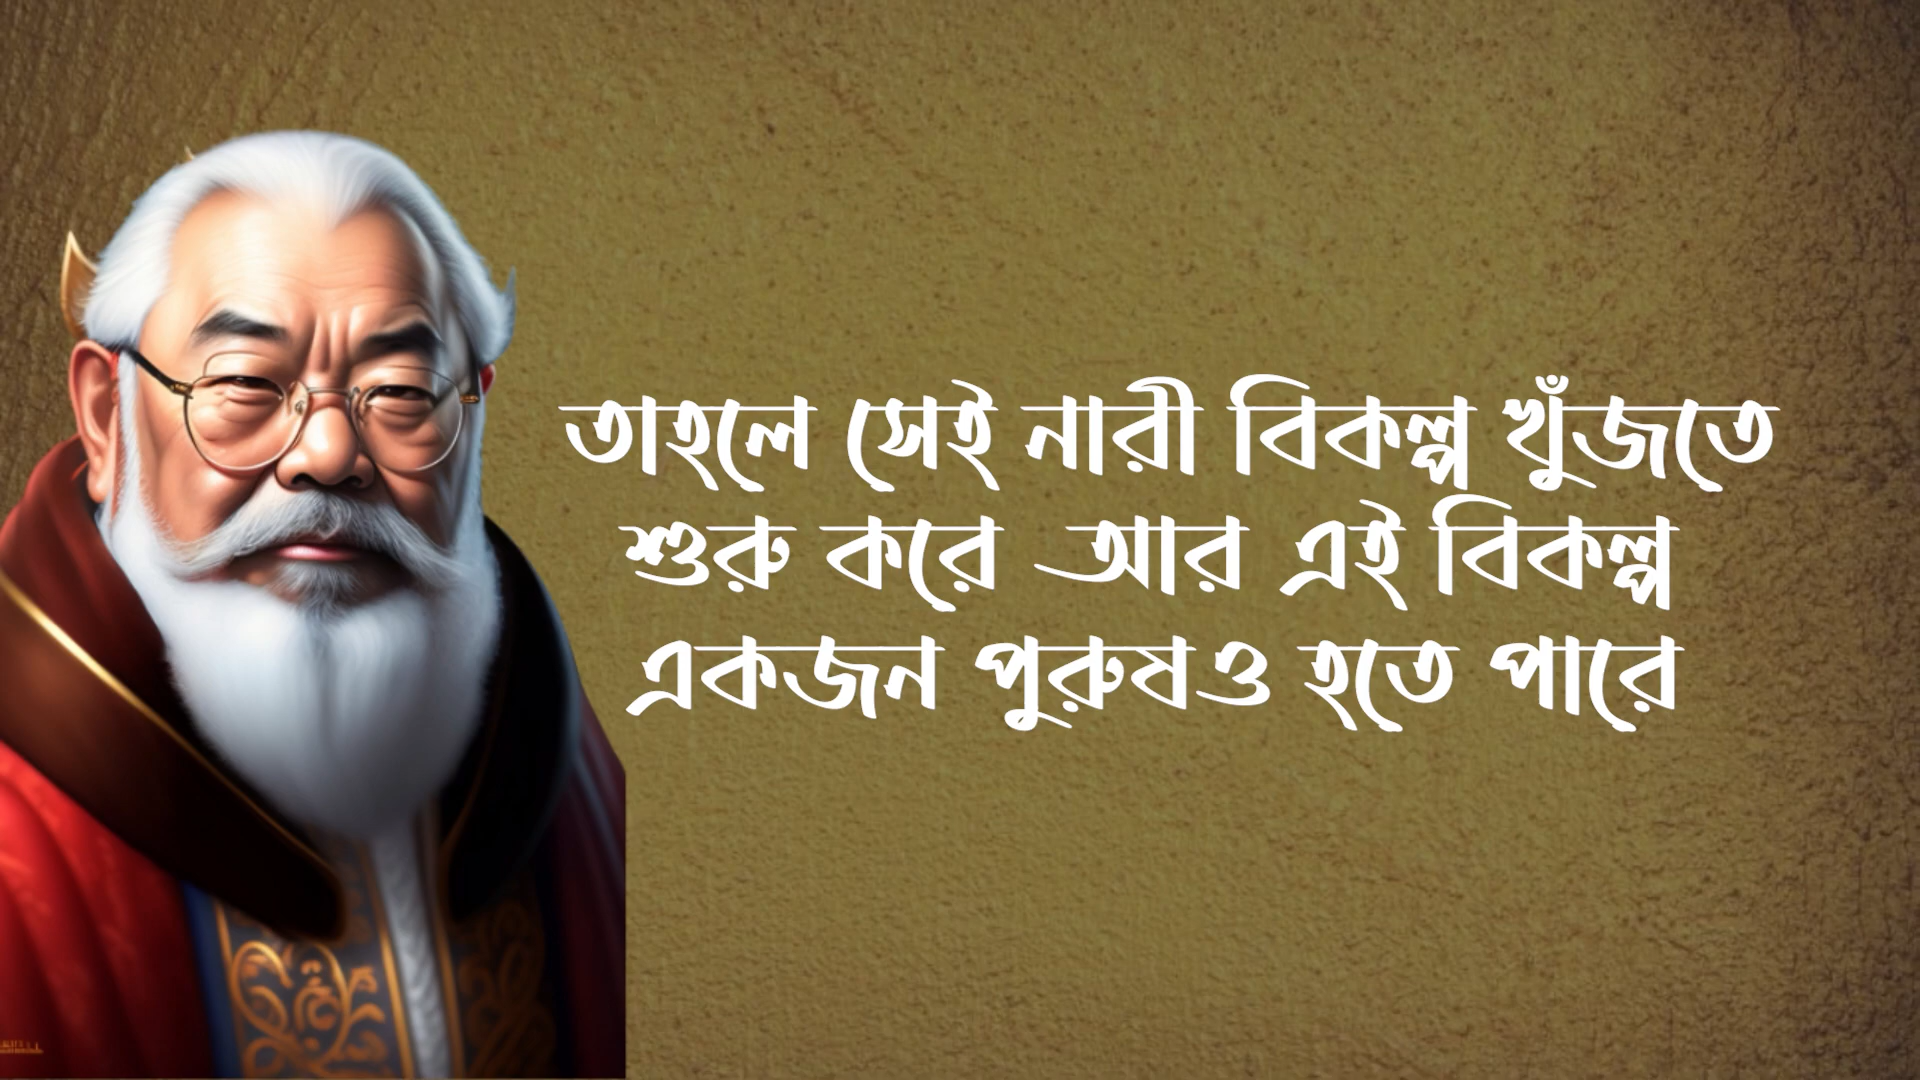 তাহলে সেই নারী বিকল্প খুঁজতে
শুরু করে আর এই বিকল্প
একজন পুরুষও হতে পারে